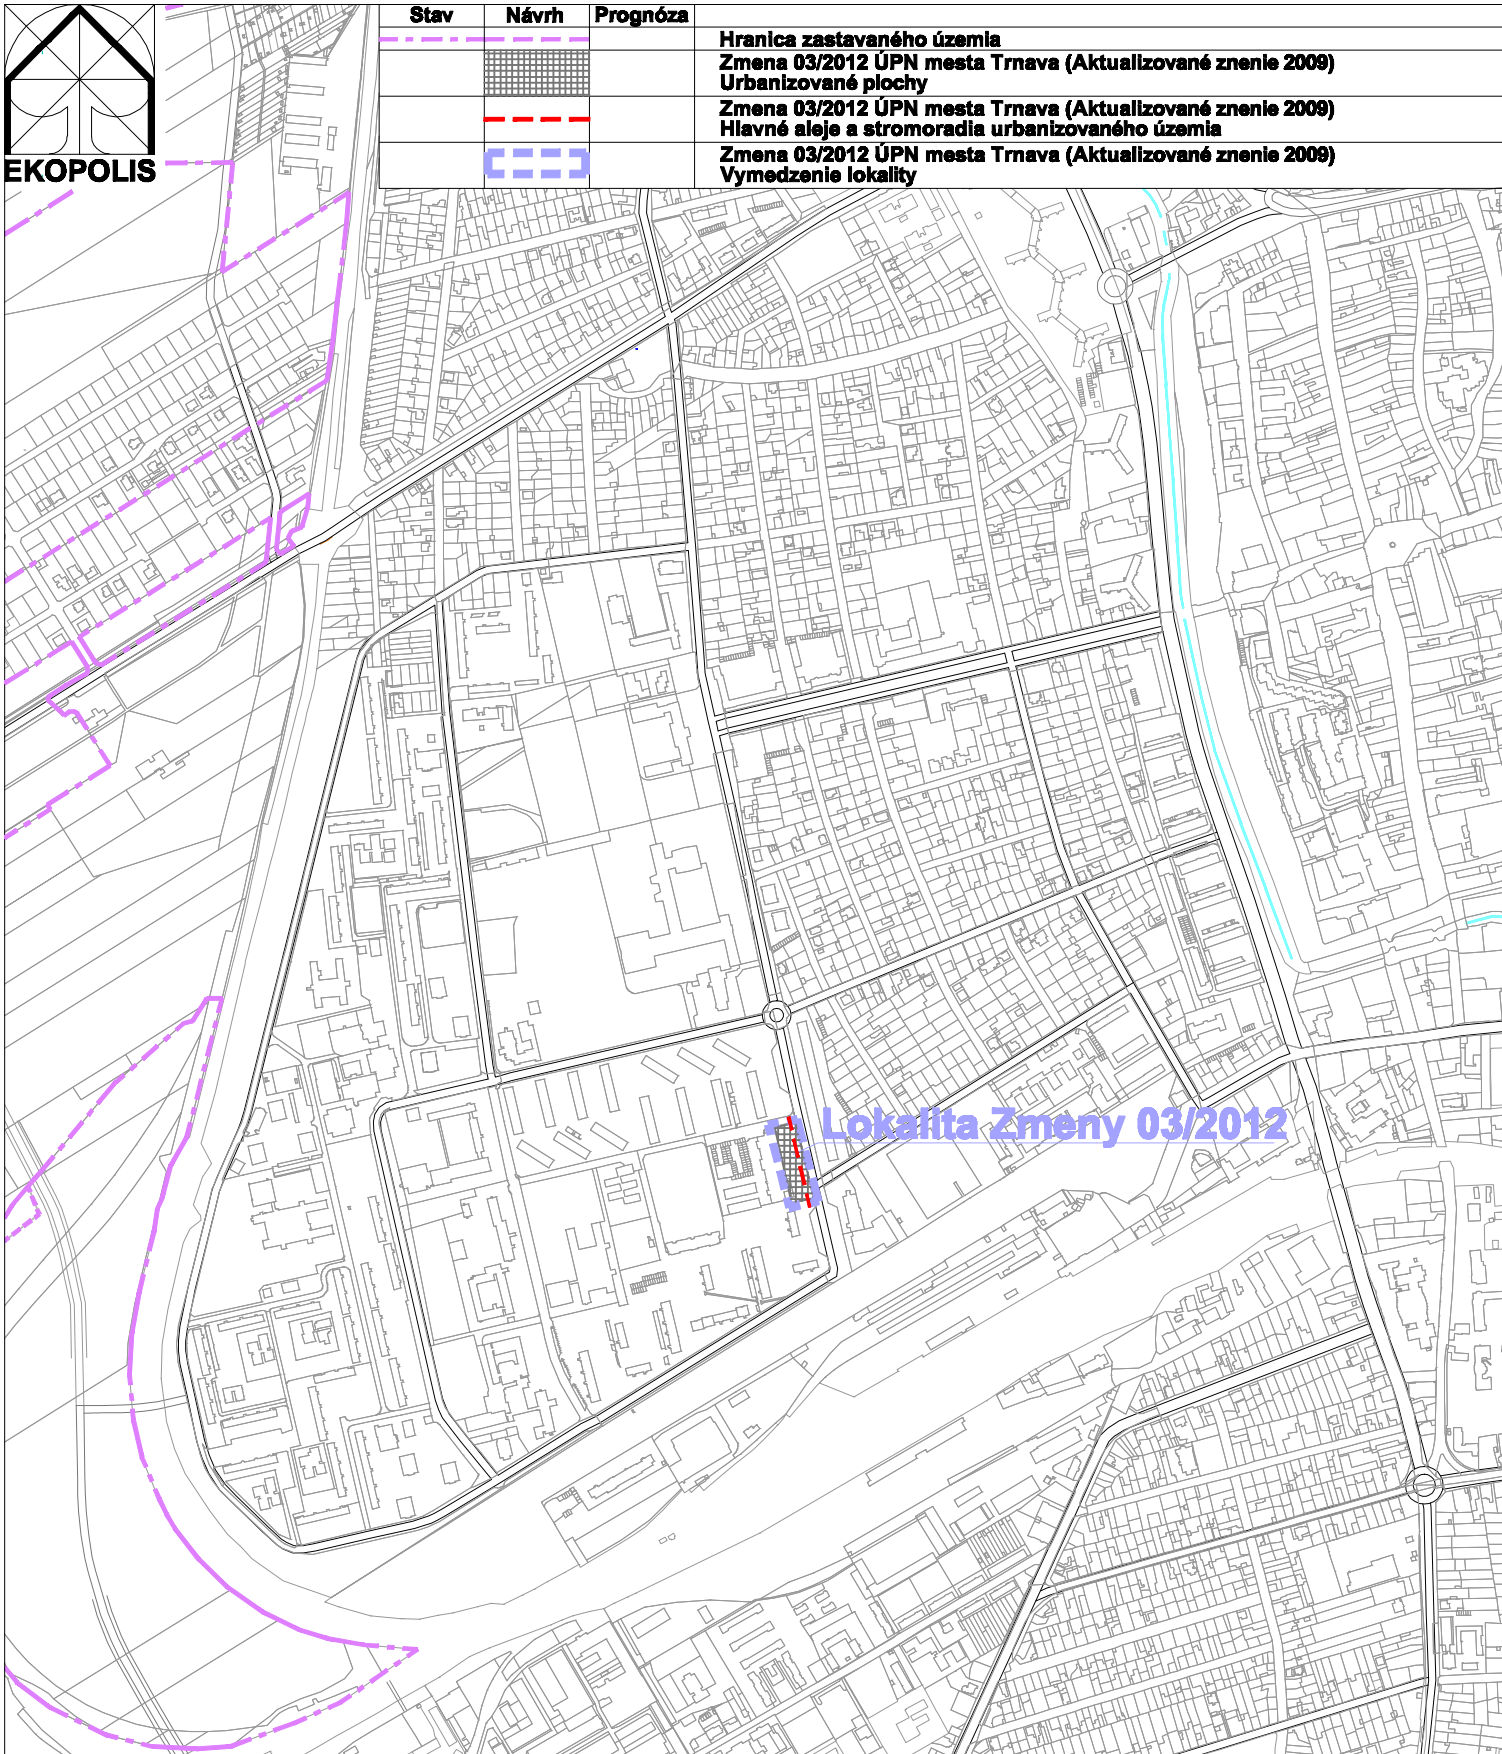 EKOPOLIS
Stav Návrh Prognóza
Hranica zastavaného územia
Zmena 03/2012 ÚPN mesta Trnava (Aktualizované znenie 2009)
Urbanizované plochy
Zmena 03/2012 ÚPN mesta Trnava (Aktualizované znenie 2009)
Hlavné aleje a stromoradia urbanizovaného územia
Zmena 03/2012 ÚPN mesta Trnava (Aktualizované znenie 2009)
Vymedzenie lokality
Lokalita Zmeny 03/2012